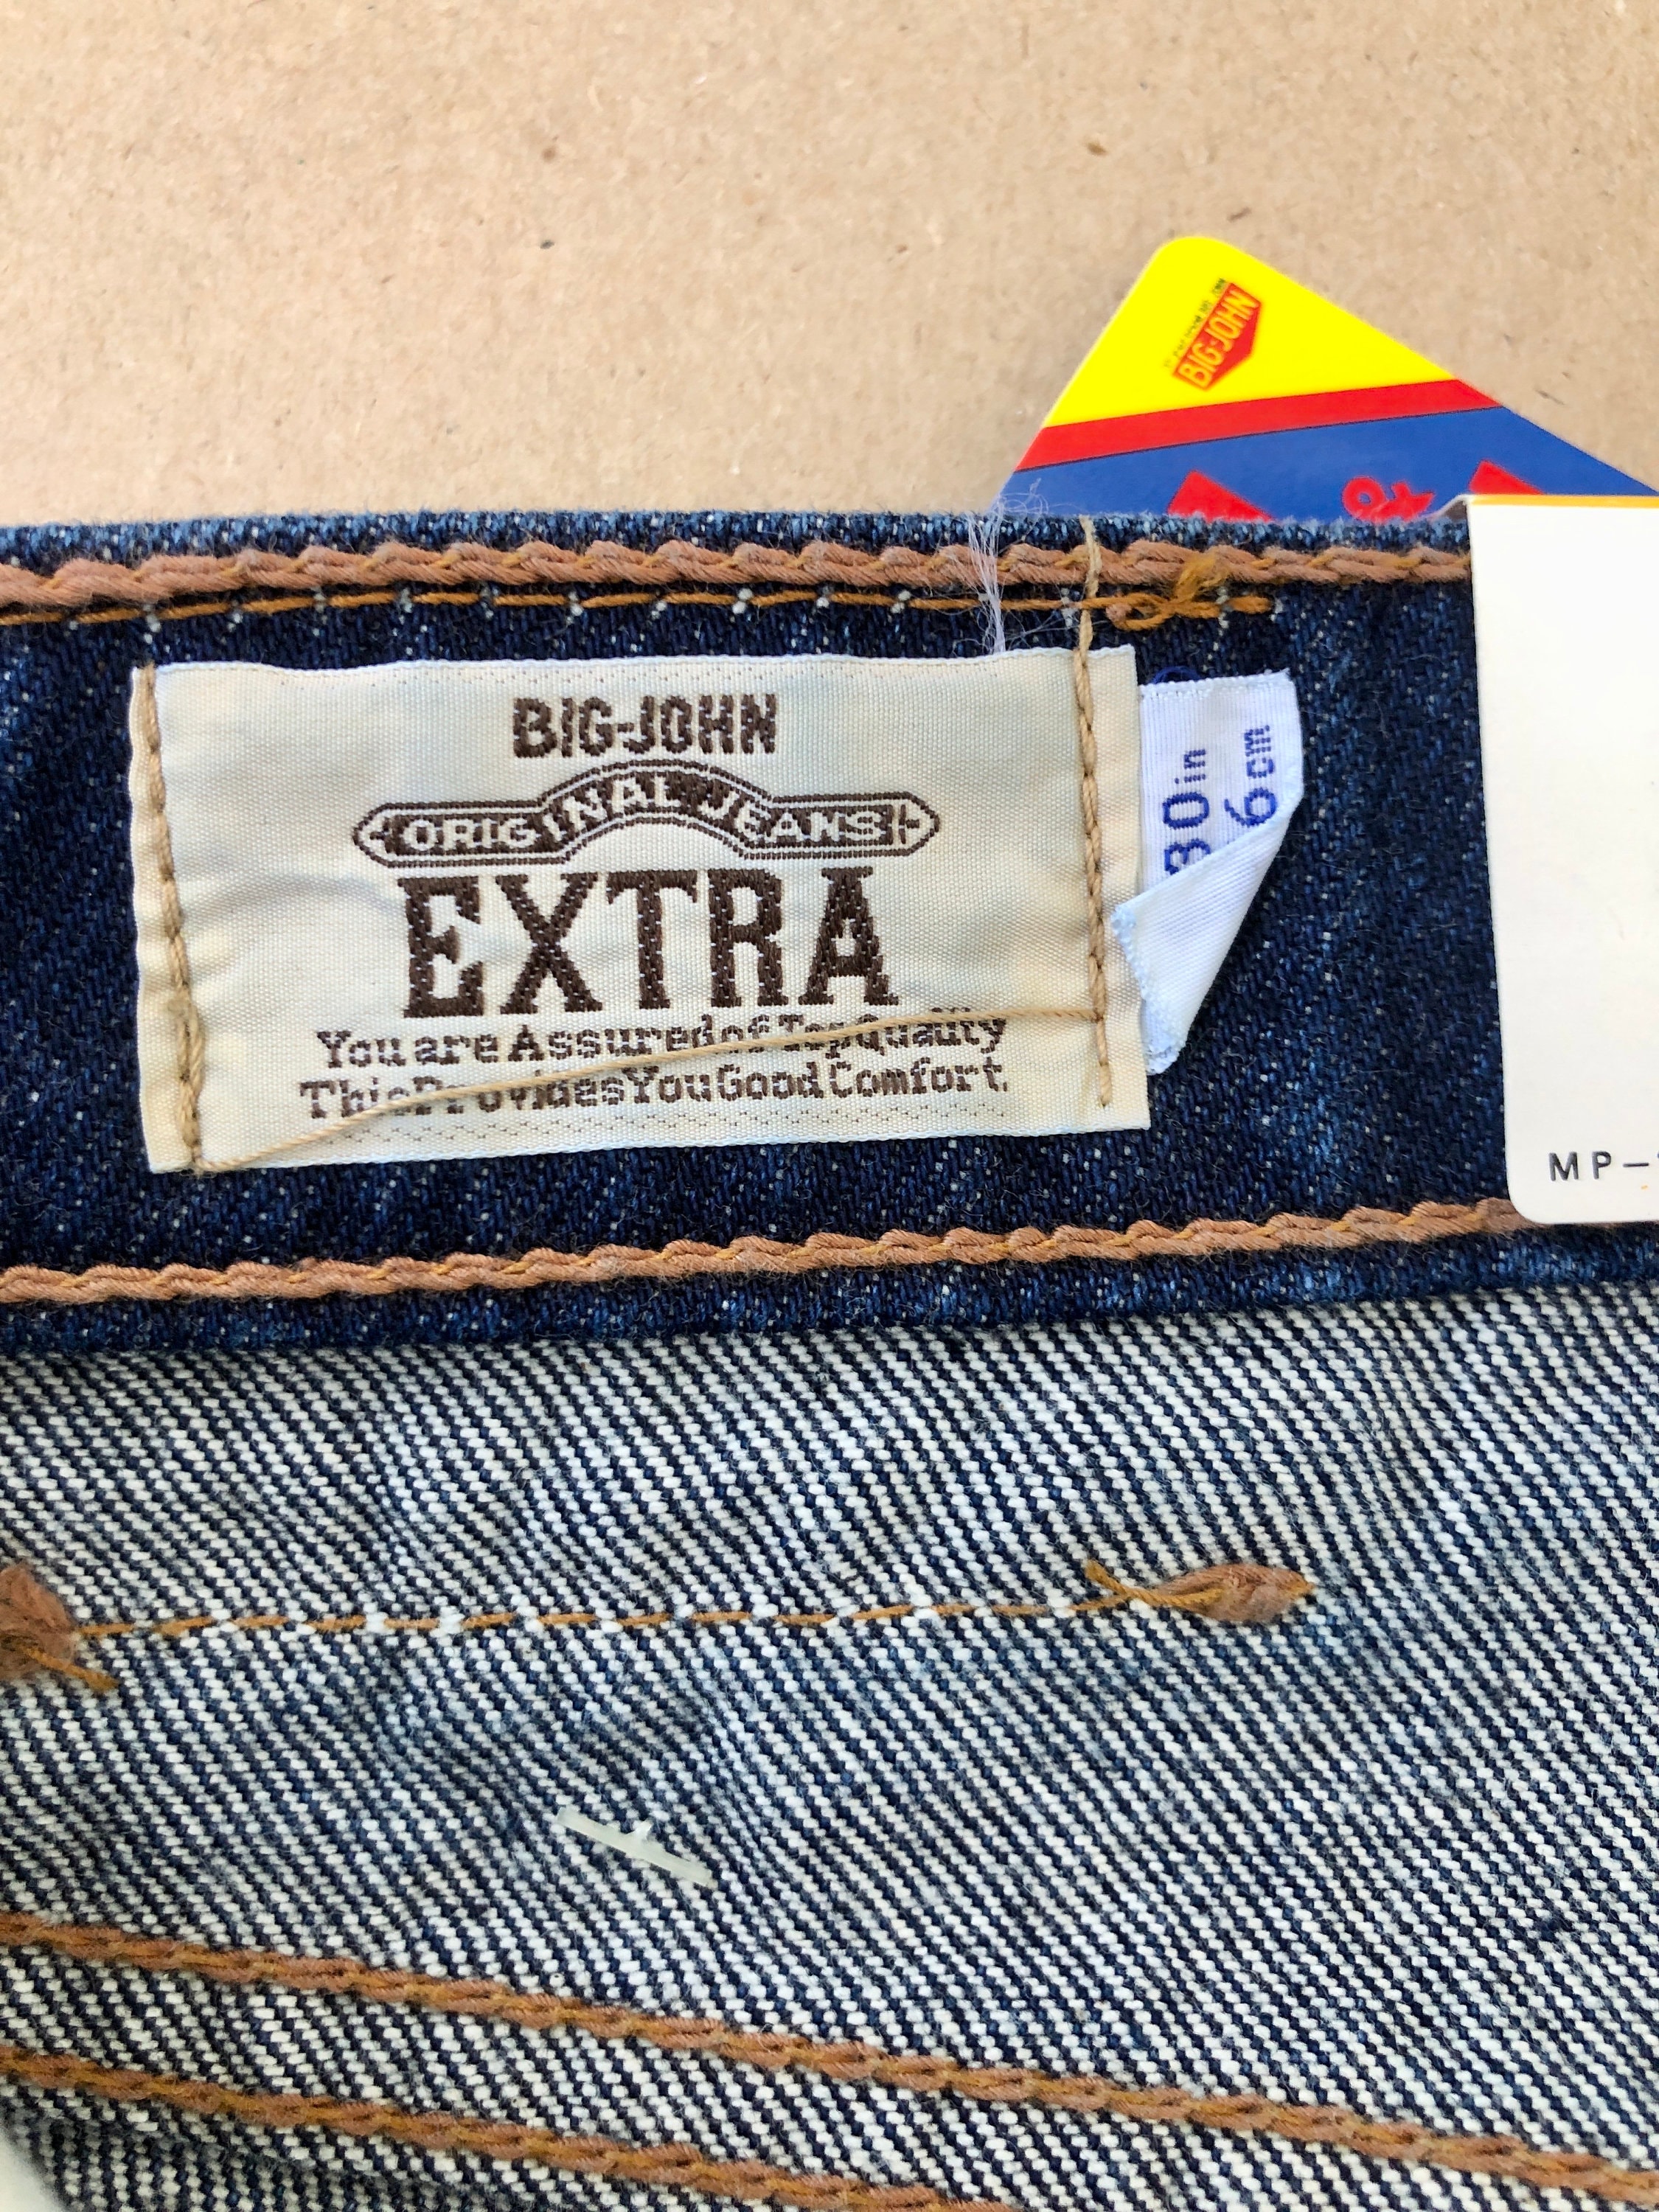 BIG-JOHN
BIG-JOHN
ORIGINAL JEANS
EXTRA
You are Assured of Top Quality
This Provides You Good Comfort.
30in
6cm
&
MP-